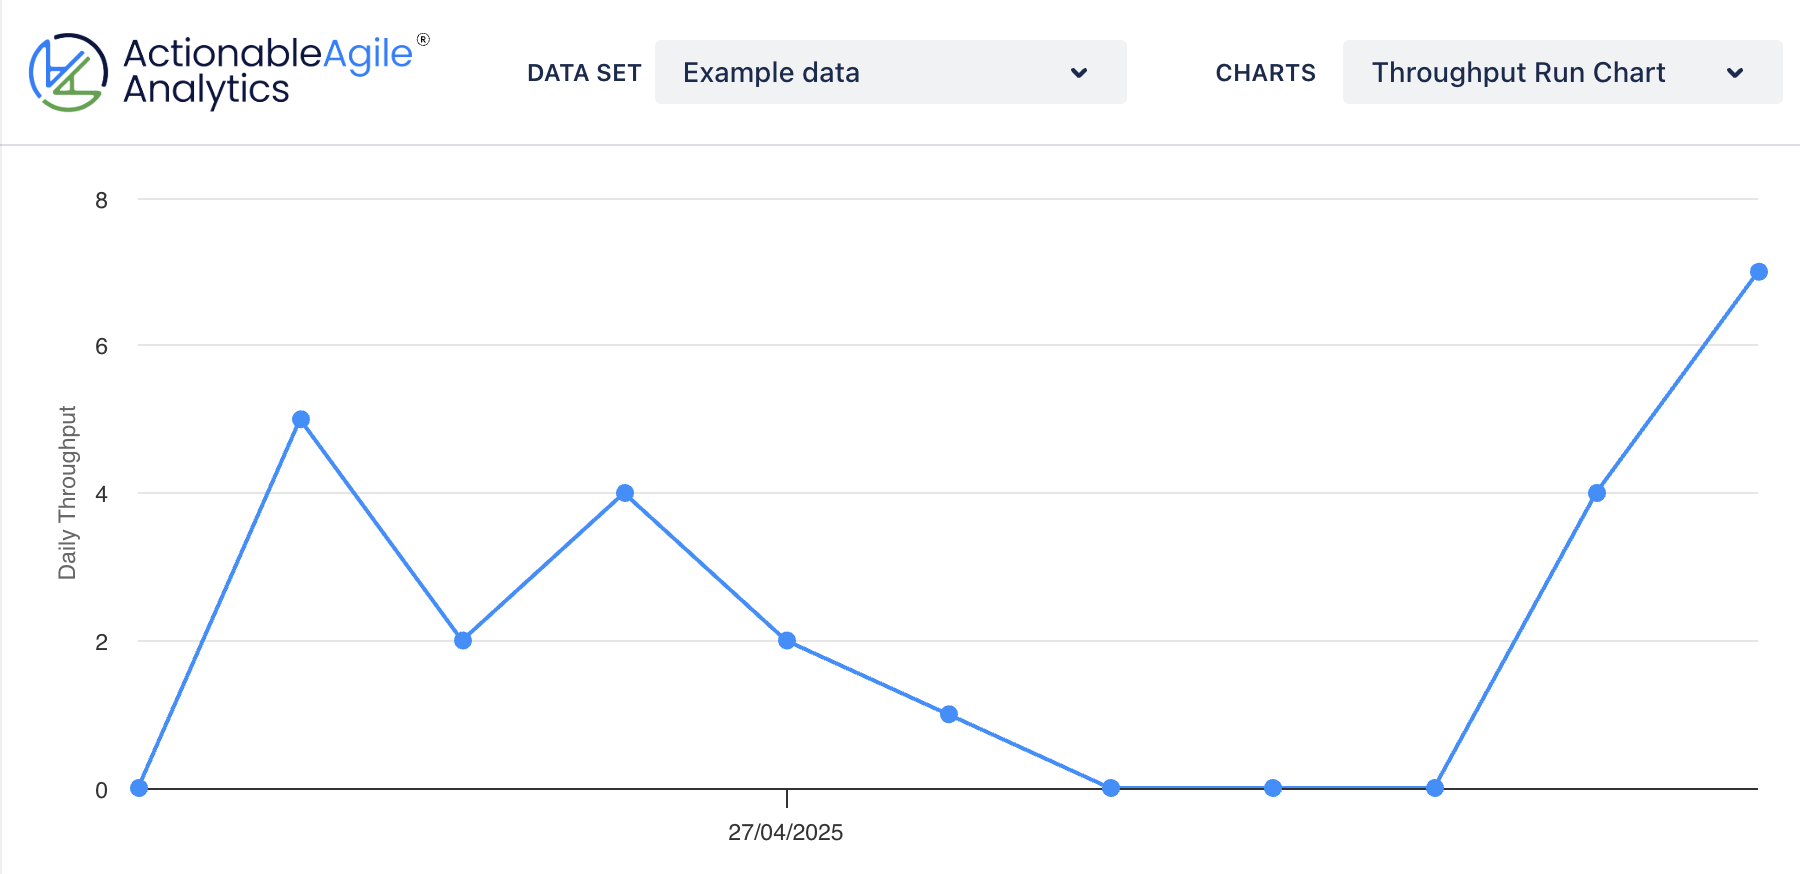 ActionableAgile®
Analytics
DATA SET
Example data
CHARTS
Throughput Run Chart
8
6
4
2
0
Daily Throughput
27/04/2025